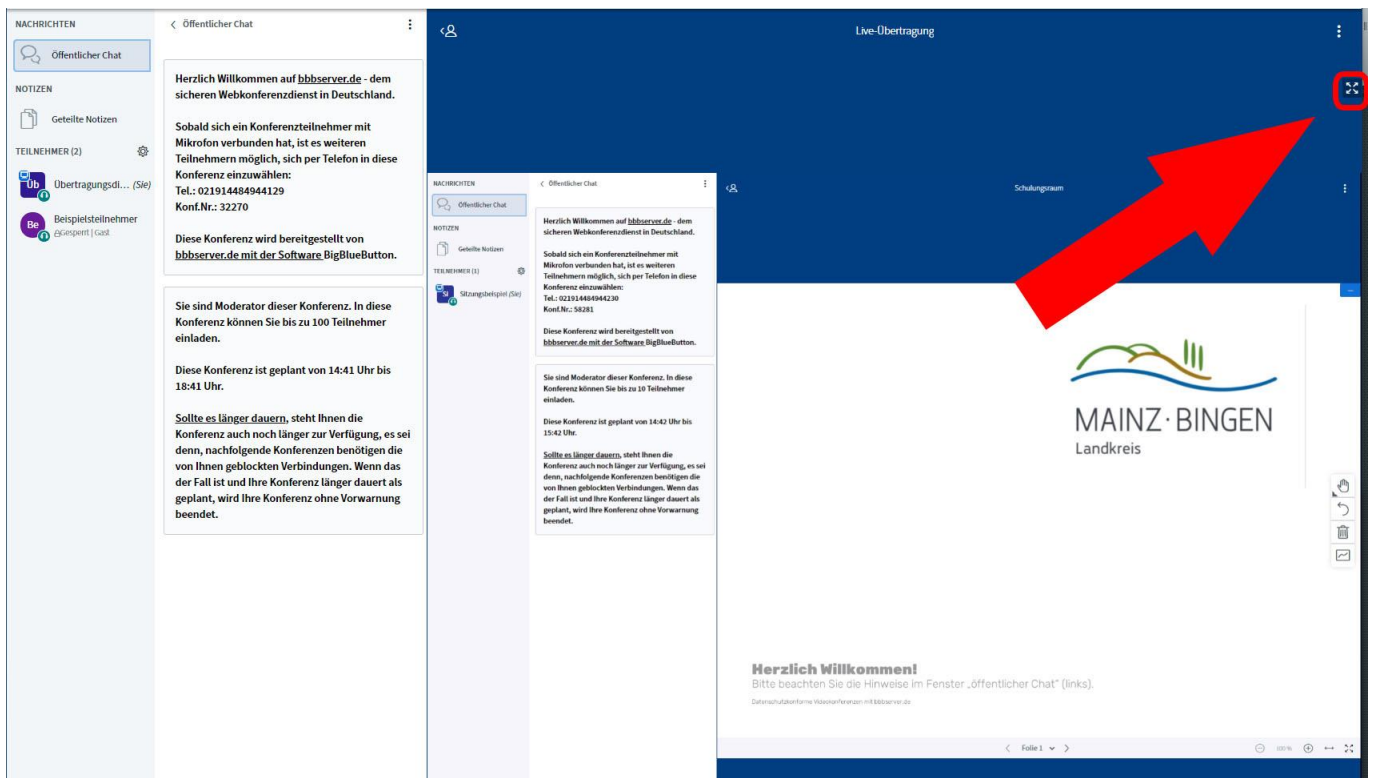 NACHRICHTEN
Öffentlicher Chat
NOTIZEN
Geteilte Notizen
TEILNEHMER (2)
Üb
Übertragungsdi... (Sie)
Be
Beispielsteilnehmer
Gesperrt | Gast
Öffentlicher Chat
Herzlich Willkommen auf bbbserver.de - dem
sicheren Webkonferenzdienst in Deutschland.
Sobald sich ein Konferenzteilnehmer mit
Mikrofon verbunden hat, ist es weiteren
Teilnehmern möglich, sich per Telefon in diese
Konferenz einzuwählen:
Tel.: 021914484944129
Konf.Nr.: 32270
Diese Konferenz wird bereitgestellt von
bbbserver.de mit der Software BigBlueButton.
Sie sind Moderator dieser Konferenz. In diese
Konferenz können Sie bis zu 100 Teilnehmer
einladen.
Diese Konferenz ist geplant von 14:41 Uhr bis
18:41 Uhr.
Sollte es länger dauern, steht Ihnen die
Konferenz auch noch länger zur Verfügung, es sei
denn, nachfolgende Konferenzen benötigen die
von Ihnen geblockten Verbindungen. Wenn das
der Fall ist und Ihre Konferenz länger dauert als
geplant, wird Ihre Konferenz ohne Vorwarnung
beendet.
Live-Übertragung
NACHRICHTEN
Öffentlicher Chat
NOTIZEN
Geteilte Notizen
TEILNEHMER (1)
Si
Sitzungsbeispiel (Sie)
Öffentlicher Chat
Herzlich Willkommen auf bbbserver.de - dem
sicheren Webkonferenzdienst in Deutschland.
Sobald sich ein Konferenzteilnehmer mit
Mikrofon verbunden hat, ist es weiteren
Teilnehmern möglich, sich per Telefon in diese
Konferenz einzuwählen:
Tel.: 021914484944230
Konf.Nr.: 58281
Diese Konferenz wird bereitgestellt von
bbbserver.de mit der Software BigBlueButton.
Sie sind Moderator dieser Konferenz. In diese
Konferenz können Sie bis zu 10 Teilnehmer
einladen.
Diese Konferenz ist geplant von 14:42 Uhr bis
15:42 Uhr.
Sollte es länger dauern, steht Ihnen die
Konferenz auch noch länger zur Verfügung, es sei
denn, nachfolgende Konferenzen benötigen die
von Ihnen geblockten Verbindungen. Wenn das
der Fall ist und Ihre Konferenz länger dauert als
geplant, wird Ihre Konferenz ohne Vorwarnung
beendet.
Schulungsraum
MAINZ·BINGEN
Landkreis
Herzlich Willkommen!
Bitte beachten Sie die Hinweise im Fenster „öffentlicher Chat" (links).
Datenschutzkonforme Videokonferenzen mit bbbserver.de
Folie 1
100%